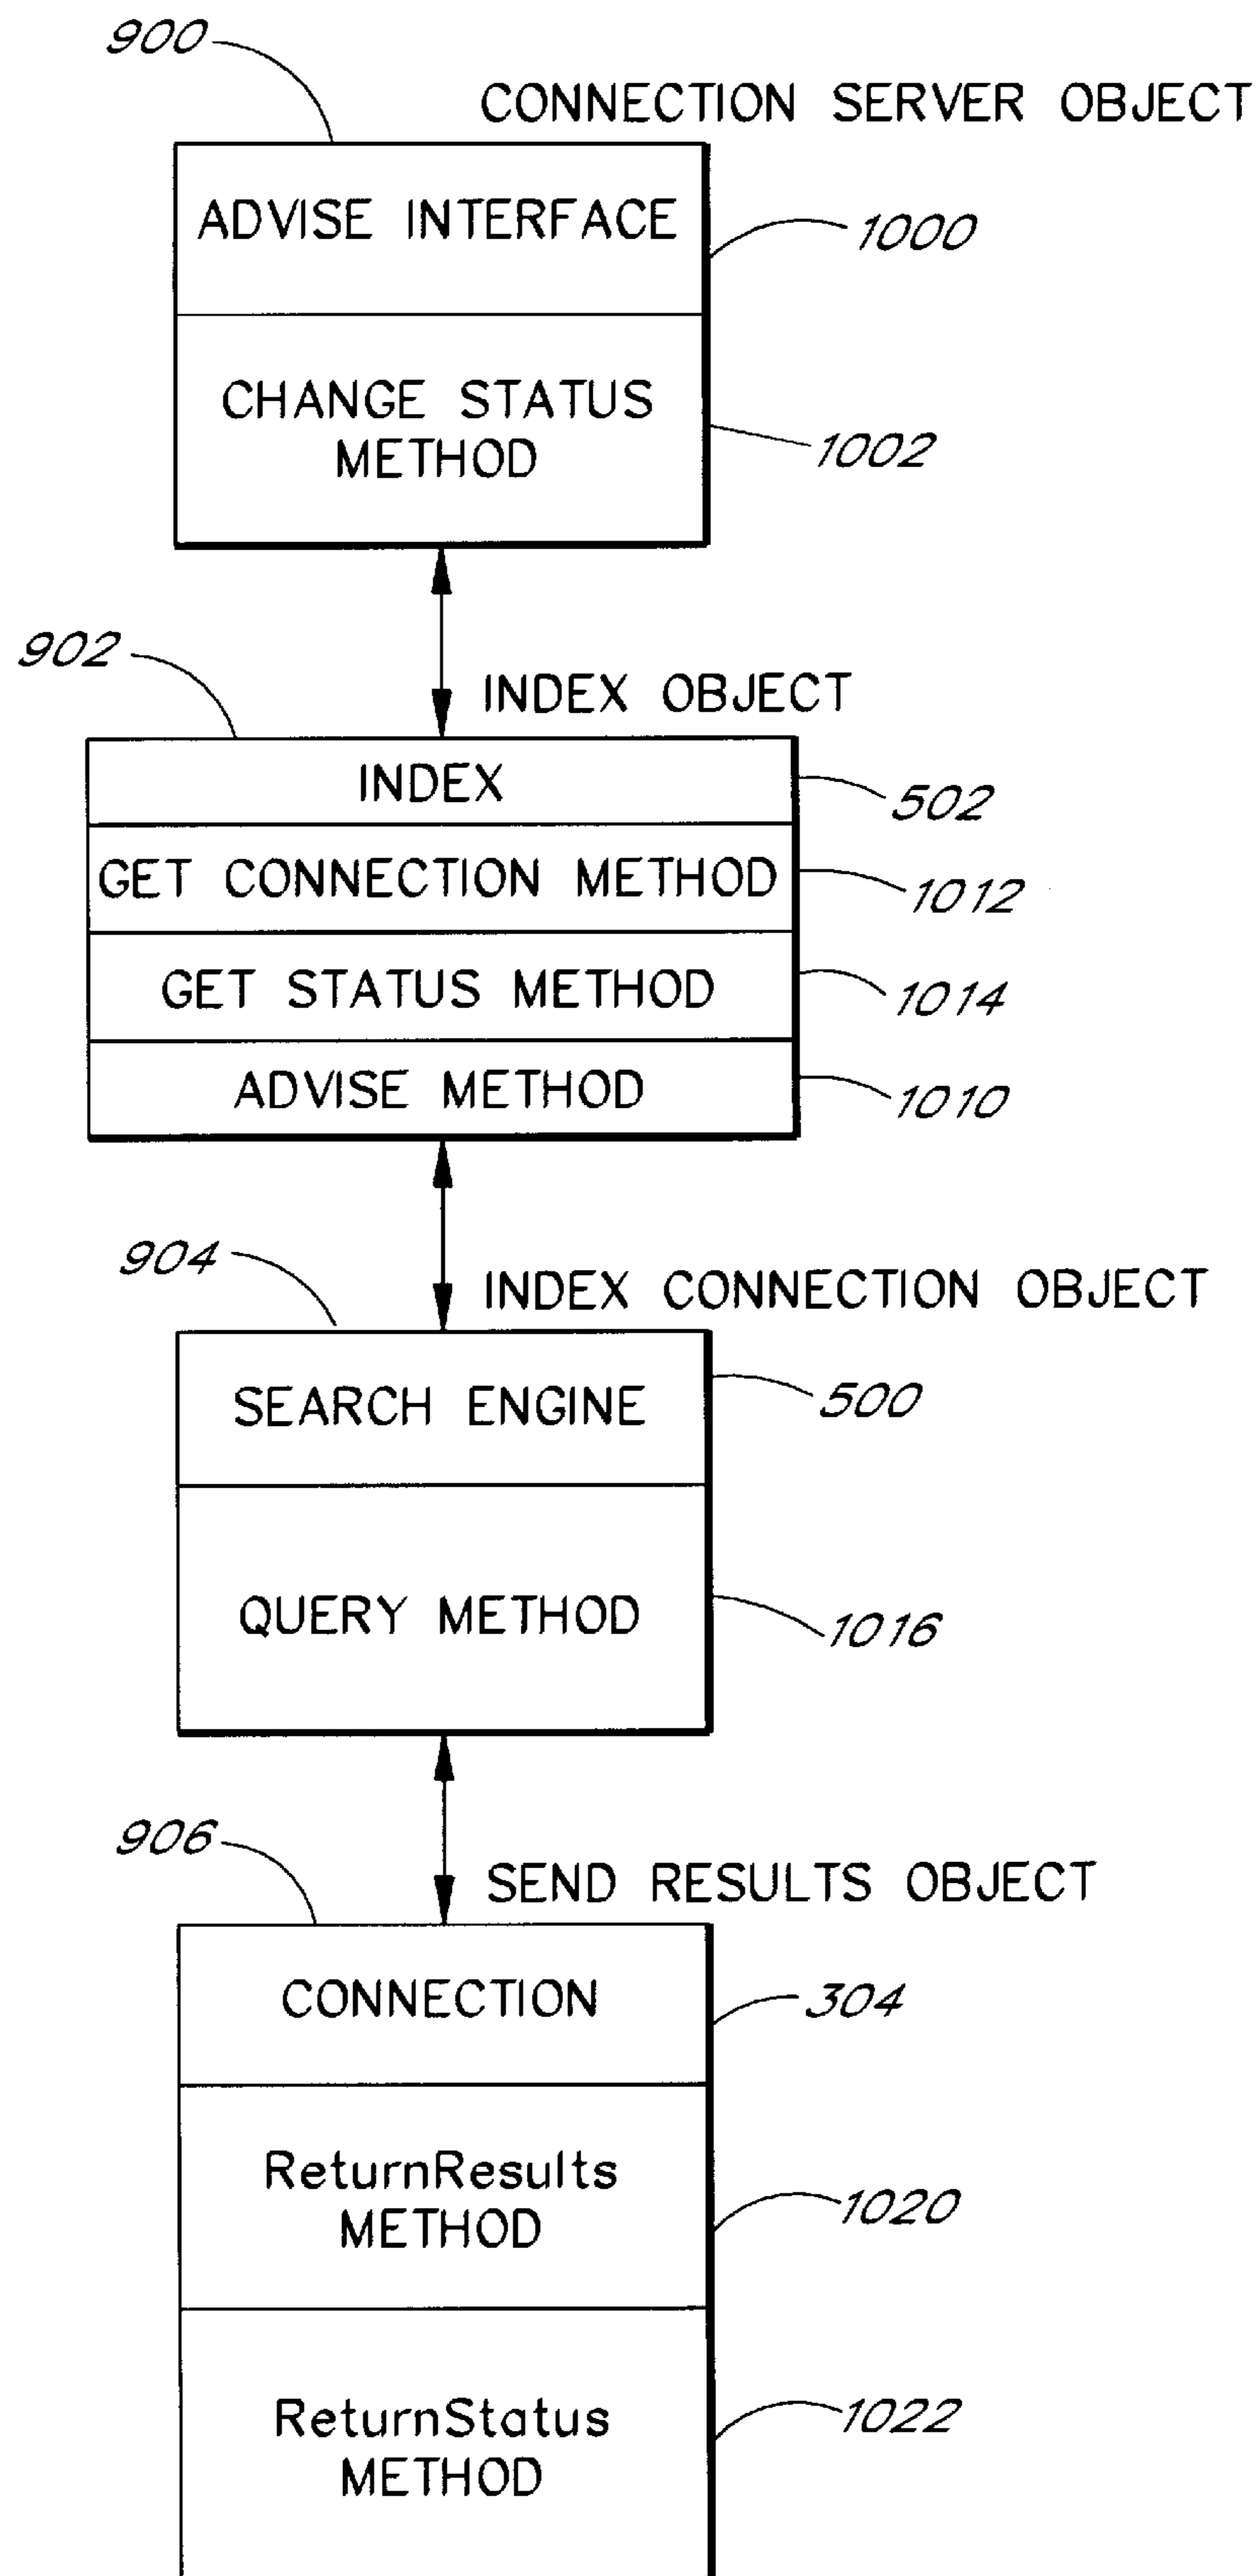 900
CONNECTION SERVER OBJECT
ADVISE INTERFACE
1000
CHANGE STATUS
METHOD
1002
902
INDEX OBJECT
INDEX
502
GET CONNECTION METHOD
1012
GET STATUS METHOD
1014
ADVISE METHOD
1010
904
INDEX CONNECTION OBJECT
SEARCH ENGINE
500
QUERY METHOD
1016
906
SEND RESULTS OBJECT
CONNECTION
304
ReturnResults
METHOD
1020
ReturnStatus
METHOD
1022